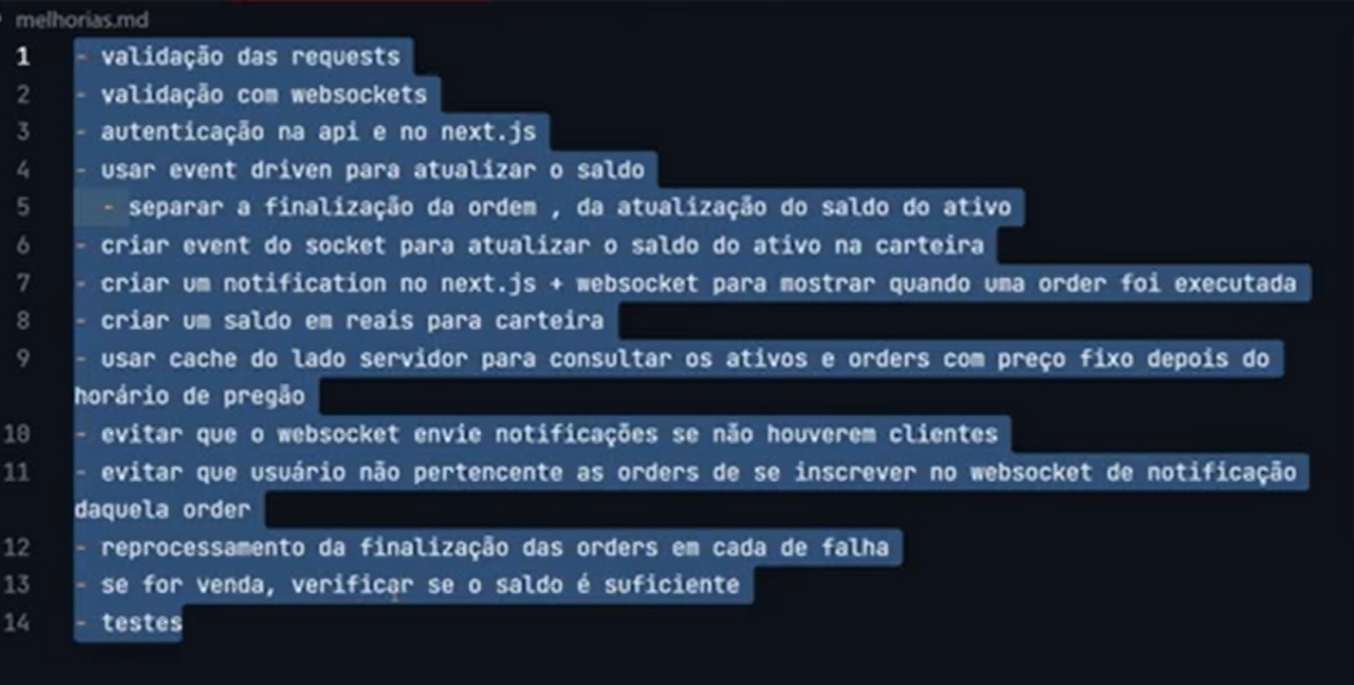 melhorias.md
1 - validação das requests
2 - validação com websockets
3 - autenticação na api e no next.js
4 - usar event driven para atualizar o saldo
5   - separar a finalização da ordem , da atualização do saldo do ativo
6 - criar event do socket para atualizar o saldo do ativo na carteira
7 - criar um notification no next.js + websocket para mostrar quando uma order foi executada
8 - criar um saldo em reais para carteira
9 - usar cache do lado servidor para consultar os ativos e orders com preço fixo depois do
horário de pregão
10 - evitar que o websocket envie notificações se não houverem clientes
11 - evitar que usuário não pertencente as orders de se inscrever no websocket de notificação
daquela order
12 - reprocessamento da finalização das orders em cada de falha
13 - se for venda, verificar se o saldo é suficiente
14 - testes